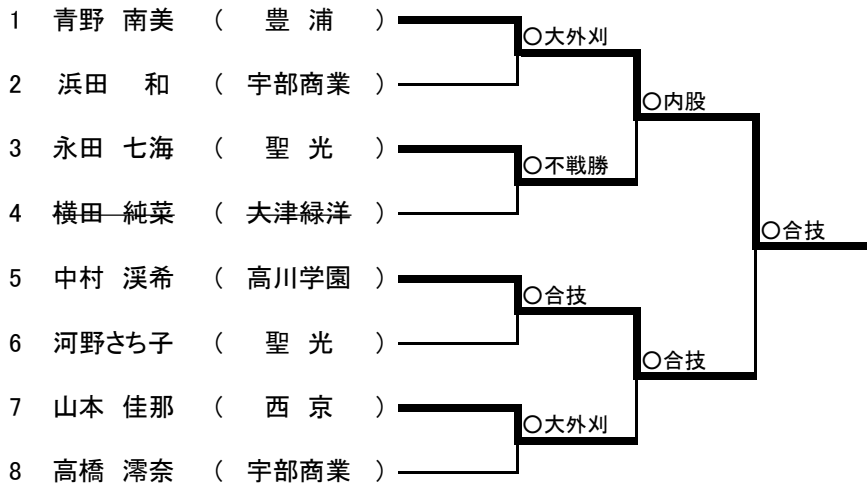 1 青野 南美 ( 豊 浦 )
○大外刈
2 浜田 和 ( 宇部商業 )
○内股
3 永田 七海 ( 聖 光 )
○不戦勝
4 横田 純菜 ( 大津緑洋 )
○合技
5 中村 渓希 ( 高川学園 )
○合技
6 河野さち子 ( 聖 光 )
○合技
7 山本 佳那 ( 西 京 )
○大外刈
8 高橋 澪奈 ( 宇部商業 )